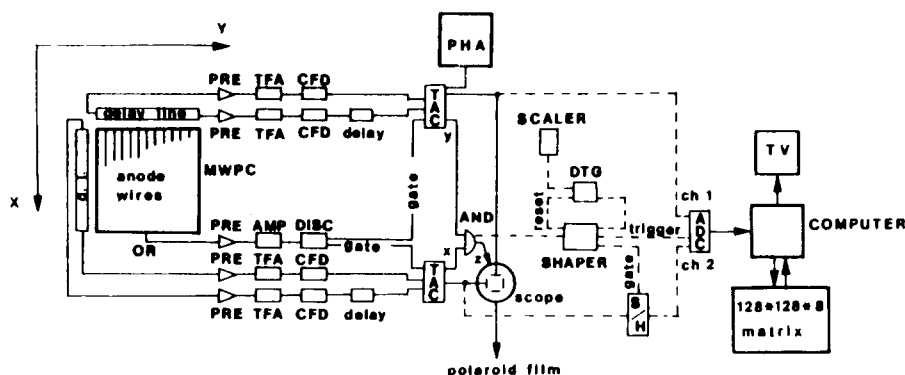 Y
PHA
PRE TFA CFD
delay line
PRE TFA CFD delay
TAC
y
SCALER
DTG
TV
X
anode wires
MWPC
gate
AND
reset
trigger
SHAPER
ch 1
ADC
ch 2
COMPUTER
OR
PRE AMP DISC
gate
x
z
PRE TFA CFD
TAC
scope
gate
S/H
128*128*8
matrix
PRE TFA CFD delay
polaroid film